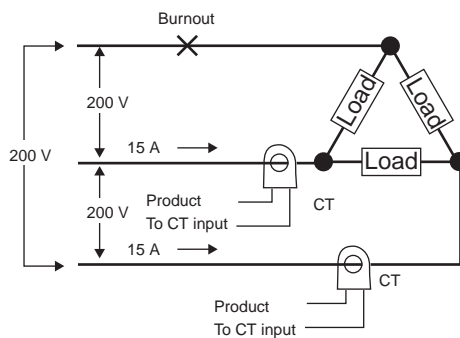 Burnout
200 V
Load
Load
200 V
15 A
Load
Product
To CT input
CT
200 V
15 A
CT
Product
To CT input